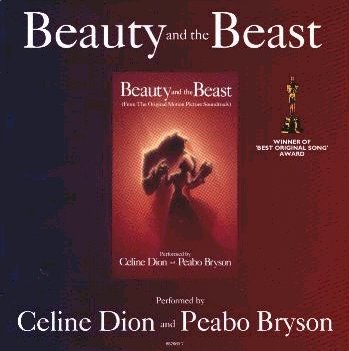 Beauty and the Beast
Beauty and the Beast
(From The Original Motion Picture Soundtrack)
WINNER OF
'BEST ORIGINAL SONG'
AWARD
Performed by
Celine Dion and Peabo Bryson
Performed by
Celine Dion and Peabo Bryson